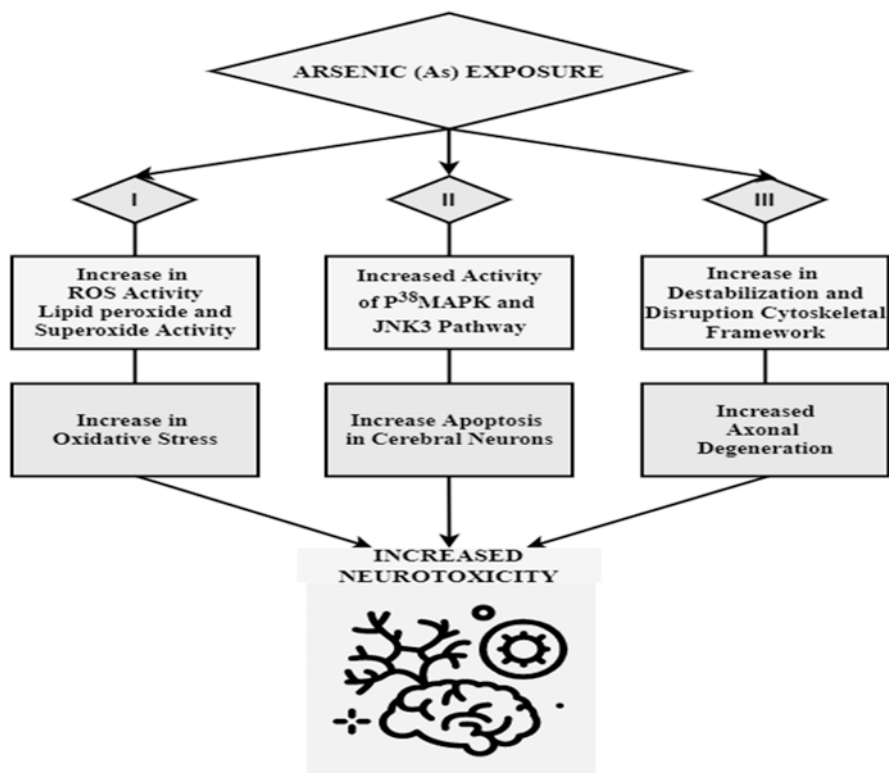 ARSENIC (As) EXPOSURE
I
II
III
Increase in
ROS Activity
Lipid peroxide and
Superoxide Activity
Increased Activity
of P³⁸MAPK and
JNK3 Pathway
Increase in
Destabilization and
Disruption Cytoskeletal
Framework
Increase in
Oxidative Stress
Increase Apoptosis
in Cerebral Neurons
Increased
Axonal
Degeneration
INCREASED
NEUROTOXICITY